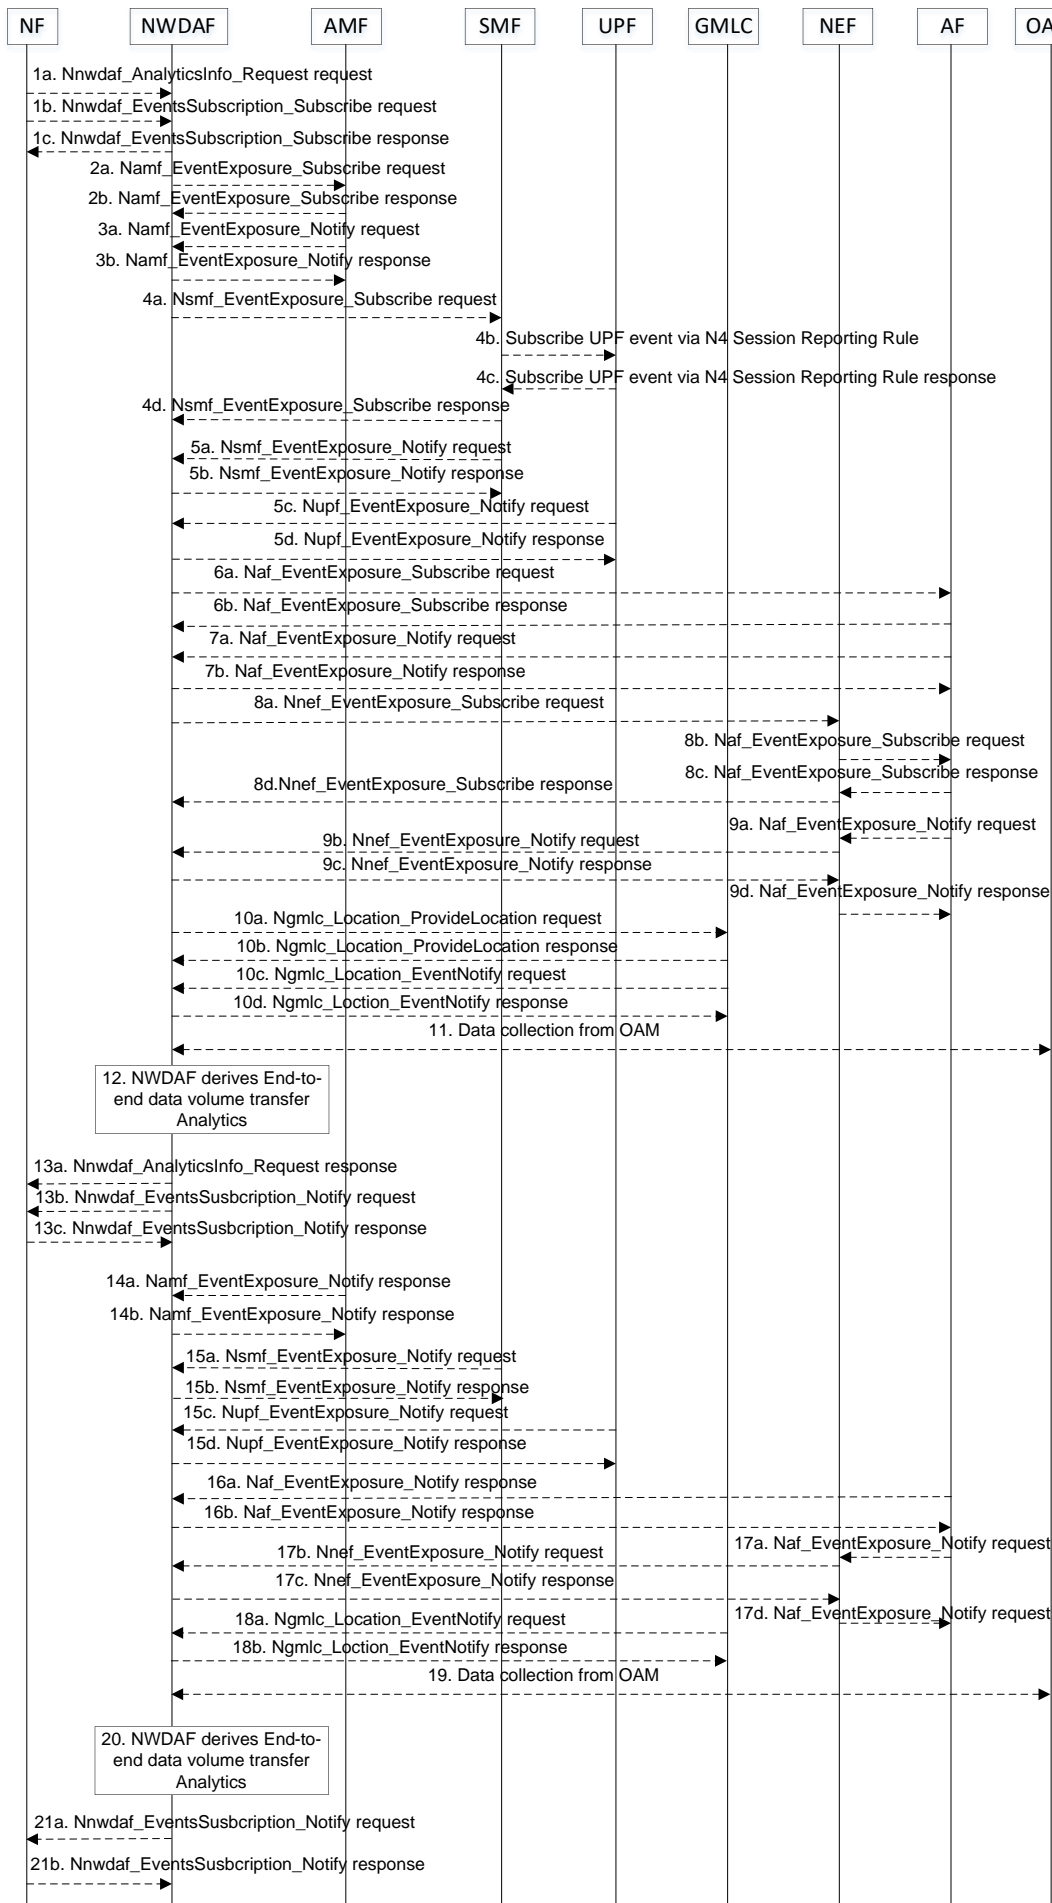 NF NWDAF AMF SMF UPF GMLC NEF AF OA
1a. Nnwdaf_AnalyticsInfo_Request request
1b. Nnwdaf_EventsSubscription_Subscribe request
1c. Nnwdaf_EventsSubscription_Subscribe response
2a. Namf_EventExposure_Subscribe request
2b. Namf_EventExposure_Subscribe response
3a. Namf_EventExposure_Notify request
3b. Namf_EventExposure_Notify response
4a. Nsmf_EventExposure_Subscribe request
4b. Subscribe UPF event via N4 Session Reporting Rule
4c. Subscribe UPF event via N4 Session Reporting Rule response
4d. Nsmf_EventExposure_Subscribe response
5a. Nsmf_EventExposure_Notify request
5b. Nsmf_EventExposure_Notify response
5c. Nupf_EventExposure_Notify request
5d. Nupf_EventExposure_Notify response
6a. Naf_EventExposure_Subscribe request
6b. Naf_EventExposure_Subscribe response
7a. Naf_EventExposure_Notify request
7b. Naf_EventExposure_Notify response
8a. Nnef_EventExposure_Subscribe request
8b. Naf_EventExposure_Subscribe request
8c. Naf_EventExposure_Subscribe response
8d.Nnef_EventExposure_Subscribe response
9a. Naf_EventExposure_Notify request
9b. Nnef_EventExposure_Notify request
9c. Nnef_EventExposure_Notify response
9d. Naf_EventExposure_Notify response
10a. Ngmlc_Location_ProvideLocation request
10b. Ngmlc_Location_ProvideLocation response
10c. Ngmlc_Location_EventNotify request
10d. Ngmlc_Loction_EventNotify response
11. Data collection from OAM
12. NWDAF derives End-to-
end data volume transfer
Analytics
13a. Nnwdaf_AnalyticsInfo_Request response
13b. Nnwdaf_EventsSusbcription_Notify request
13c. Nnwdaf_EventsSusbcription_Notify response
14a. Namf_EventExposure_Notify response
14b. Namf_EventExposure_Notify response
15a. Nsmf_EventExposure_Notify request
15b. Nsmf_EventExposure_Notify response
15c. Nupf_EventExposure_Notify request
15d. Nupf_EventExposure_Notify response
16a. Naf_EventExposure_Notify response
16b. Naf_EventExposure_Notify response
17a. Naf_EventExposure_Notify request
17b. Nnef_EventExposure_Notify request
17c. Nnef_EventExposure_Notify response
17d. Naf_EventExposure_Notify request
18a. Ngmlc_Location_EventNotify request
18b. Ngmlc_Loction_EventNotify response
19. Data collection from OAM
20. NWDAF derives End-to-
end data volume transfer
Analytics
21a. Nnwdaf_EventsSusbcription_Notify request
21b. Nnwdaf_EventsSusbcription_Notify response